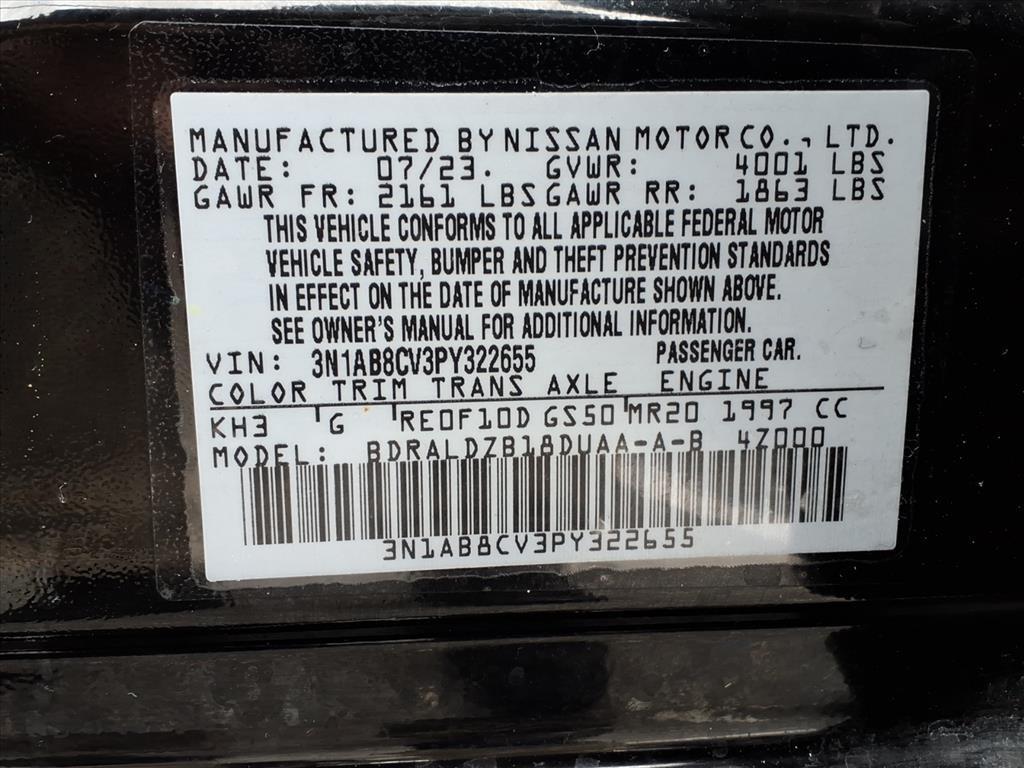 MANUFACTURED BY NISSAN MOTOR CO., LTD.
DATE: 07/23. GVWR: 4001 LBS
GAWR FR: 2161 LBS GAWR RR: 1863 LBS
THIS VEHICLE CONFORMS TO ALL APPLICABLE FEDERAL MOTOR
VEHICLE SAFETY, BUMPER AND THEFT PREVENTION STANDARDS
IN EFFECT ON THE DATE OF MANUFACTURE SHOWN ABOVE.
SEE OWNER'S MANUAL FOR ADDITIONAL INFORMATION.
VIN: 3N1AB8CV3PY322655 PASSENGER CAR.
COLOR TRIM TRANS AXLE ENGINE
KH3 G RE0F10D GS50 MR20 1997 CC
MODEL: BDRALDZB18DUAA-A-B 4Z000
3N1AB8CV3PY322655